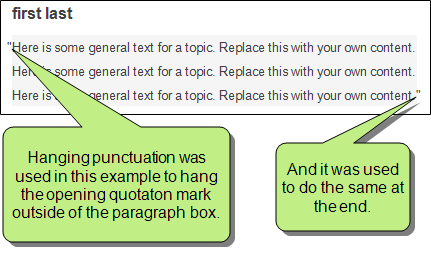 first last
"Here is some general text for a topic. Replace this with your own content.
Here is some general text for a topic. Replace this with your own content.
Here is some general text for a topic. Replace this with your own content."
Hanging punctuation was
used in this example to hang
the opening quotaton mark
outside of the paragraph box.
And it was used
to do the same at
the end.